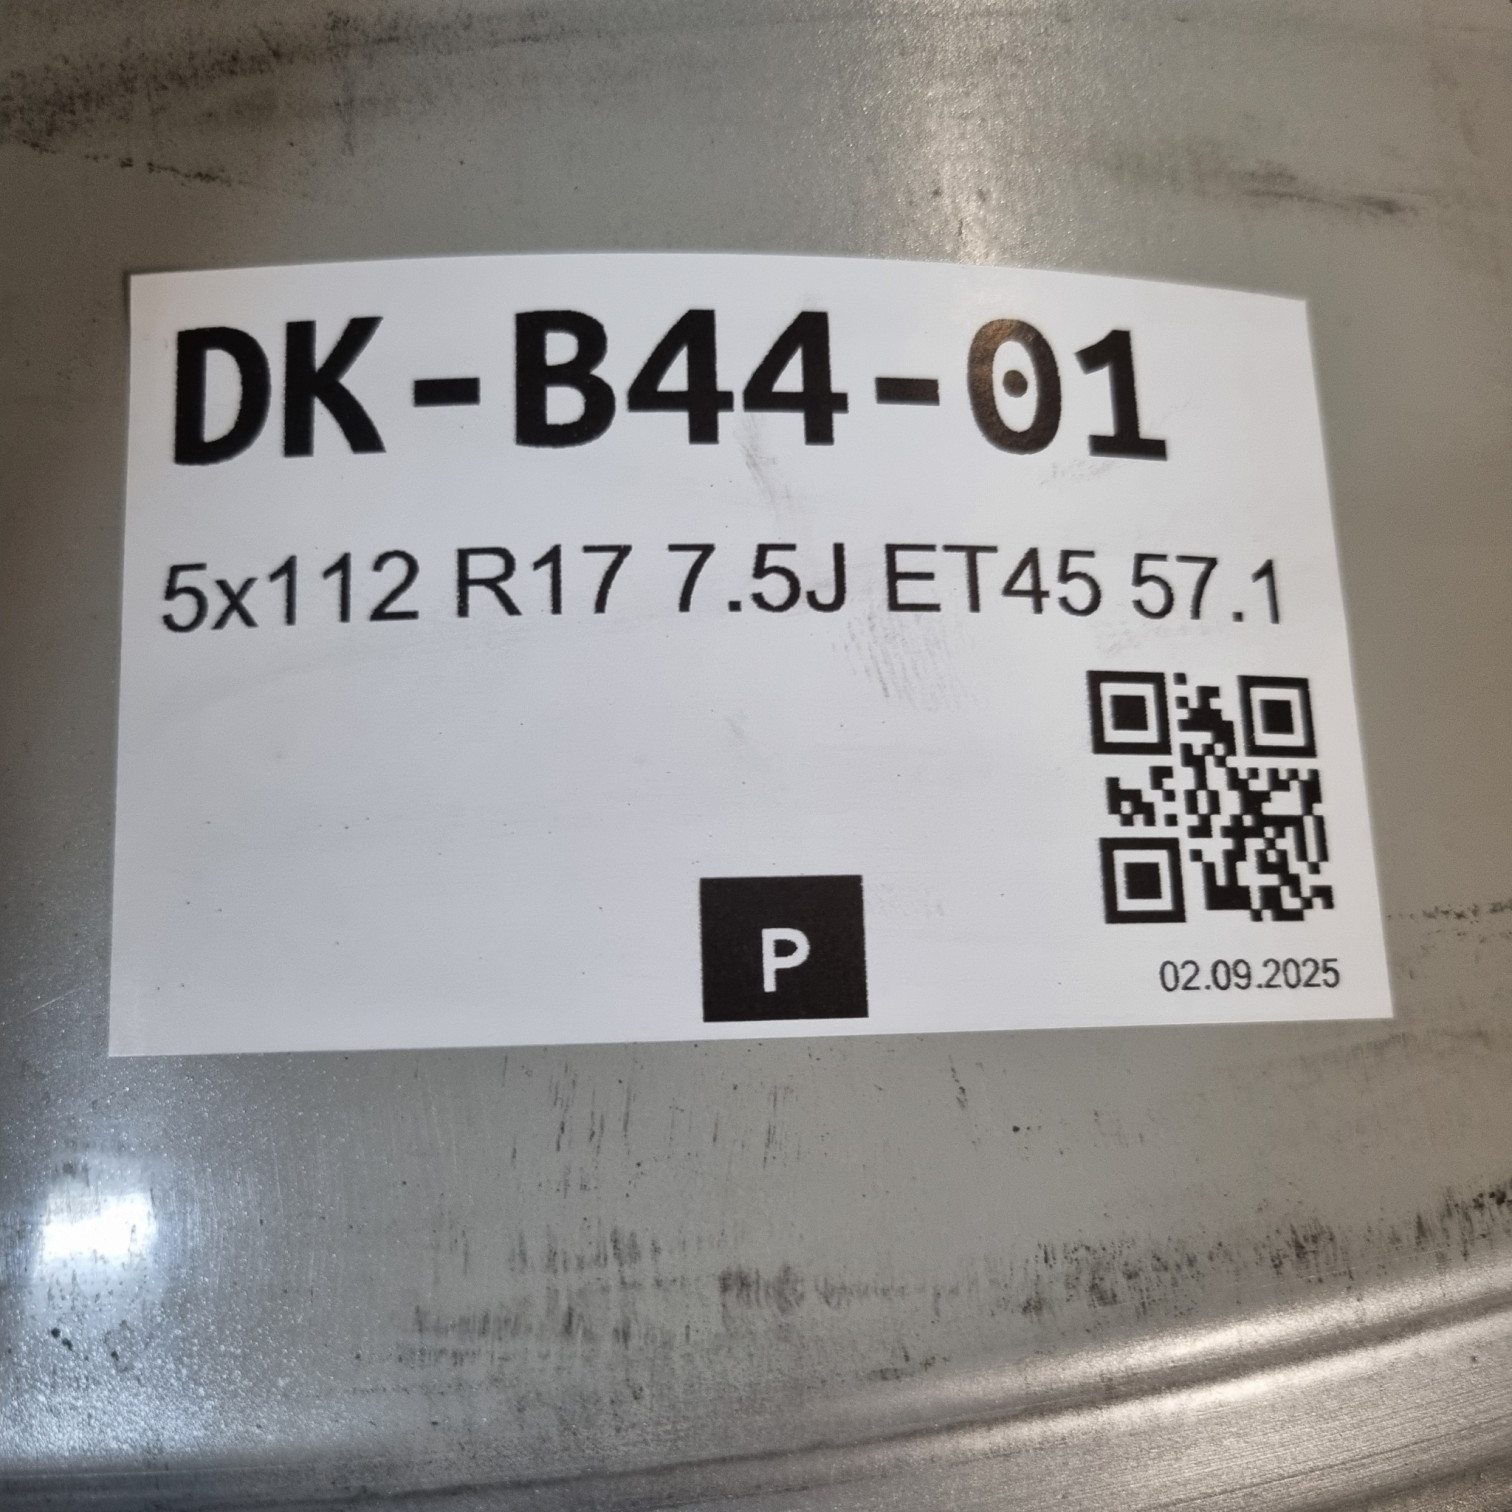 DK-B44-01
5x112 R17 7.5J ET45 57.1
P
02.09.2025